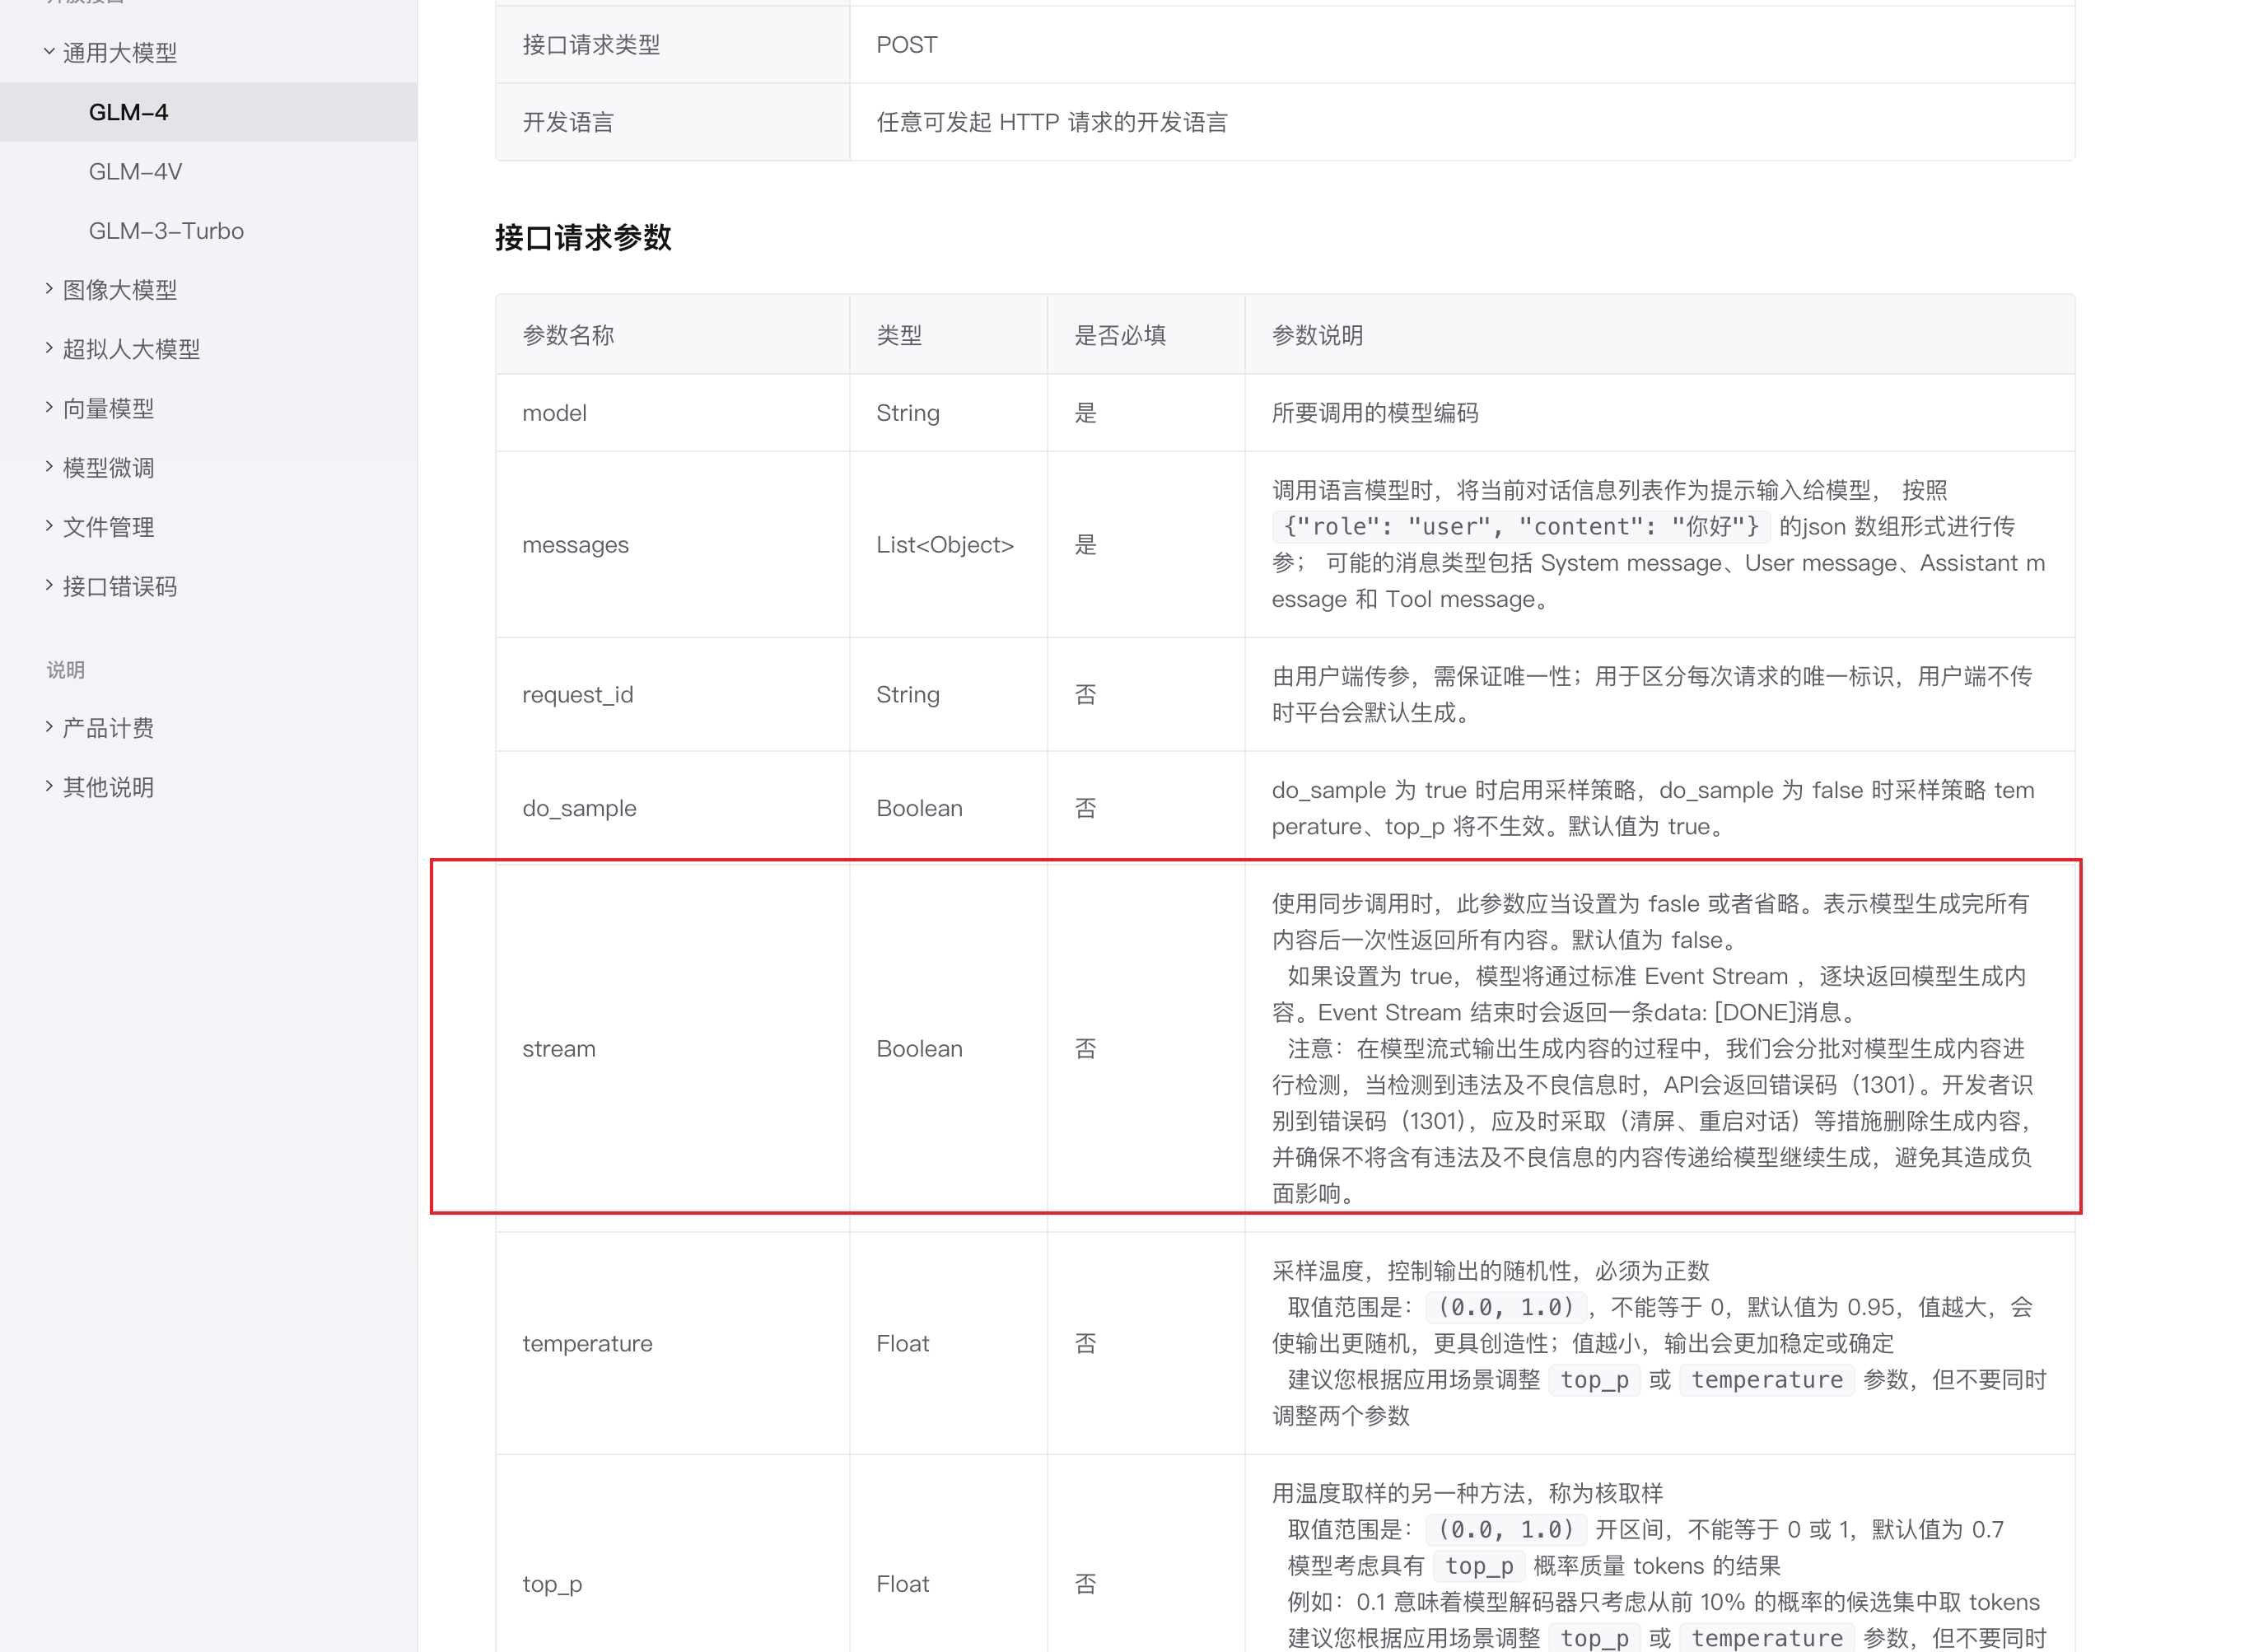 通用大模型
GLM-4
GLM-4V
GLM-3-Turbo
图像大模型
超拟人大模型
向量模型
模型微调
文件管理
接口错误码
说明
产品计费
其他说明
接口请求类型 POST
开发语言 任意可发起 HTTP 请求的开发语言
接口请求参数
参数名称 类型 是否必填 参数说明
model String 是 所要调用的模型编码
messages List<Object> 是
调用语言模型时，将当前对话信息列表作为提示输入给模型， 按照
{"role": "user", "content": "你好"} 的json 数组形式进行传
参； 可能的消息类型包括 System message、User message、Assistant m
essage 和 Tool message。
request_id String 否
由用户端传参，需保证唯一性；用于区分每次请求的唯一标识，用户端不传
时平台会默认生成。
do_sample Boolean 否
do_sample 为 true 时启用采样策略，do_sample 为 false 时采样策略 tem
perature、top_p 将不生效。默认值为 true。
stream Boolean 否
使用同步调用时，此参数应当设置为 fasle 或者省略。表示模型生成完所有
内容后一次性返回所有内容。默认值为 false。
如果设置为 true，模型将通过标准 Event Stream ，逐块返回模型生成内
容。Event Stream 结束时会返回一条data: [DONE]消息。
注意：在模型流式输出生成内容的过程中，我们会分批对模型生成内容进
行检测，当检测到违法及不良信息时，API会返回错误码（1301）。开发者识
别到错误码（1301），应及时采取（清屏、重启对话）等措施删除生成内容，
并确保不将含有违法及不良信息的内容传递给模型继续生成，避免其造成负
面影响。
temperature Float 否
采样温度，控制输出的随机性，必须为正数
取值范围是：(0.0, 1.0)，不能等于 0，默认值为 0.95，值越大，会
使输出更随机，更具创造性；值越小，输出会更加稳定或确定
建议您根据应用场景调整 top_p 或 temperature 参数，但不要同时
调整两个参数
top_p Float 否
用温度取样的另一种方法，称为核取样
取值范围是：(0.0, 1.0) 开区间，不能等于 0 或 1，默认值为 0.7
模型考虑具有 top_p 概率质量 tokens 的结果
例如：0.1 意味着模型解码器只考虑从前 10% 的概率的候选集中取 tokens
建议您根据应用场景调整 top_p 或 temperature 参数，但不要同时